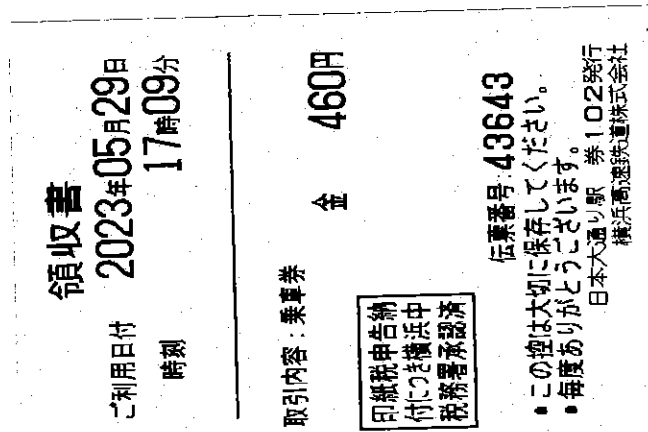 領収書
ご利用日付 2023年05月29日
時刻 17時09分
取引内容：乗車券
金 460円
印紙税申告納
付につき横浜中
税務署承認済
伝票番号：43643
•この控は大切に保存してください。
•毎度ありがとうございます。
日本大通り駅 券102発行
横浜高速鉄道株式会社